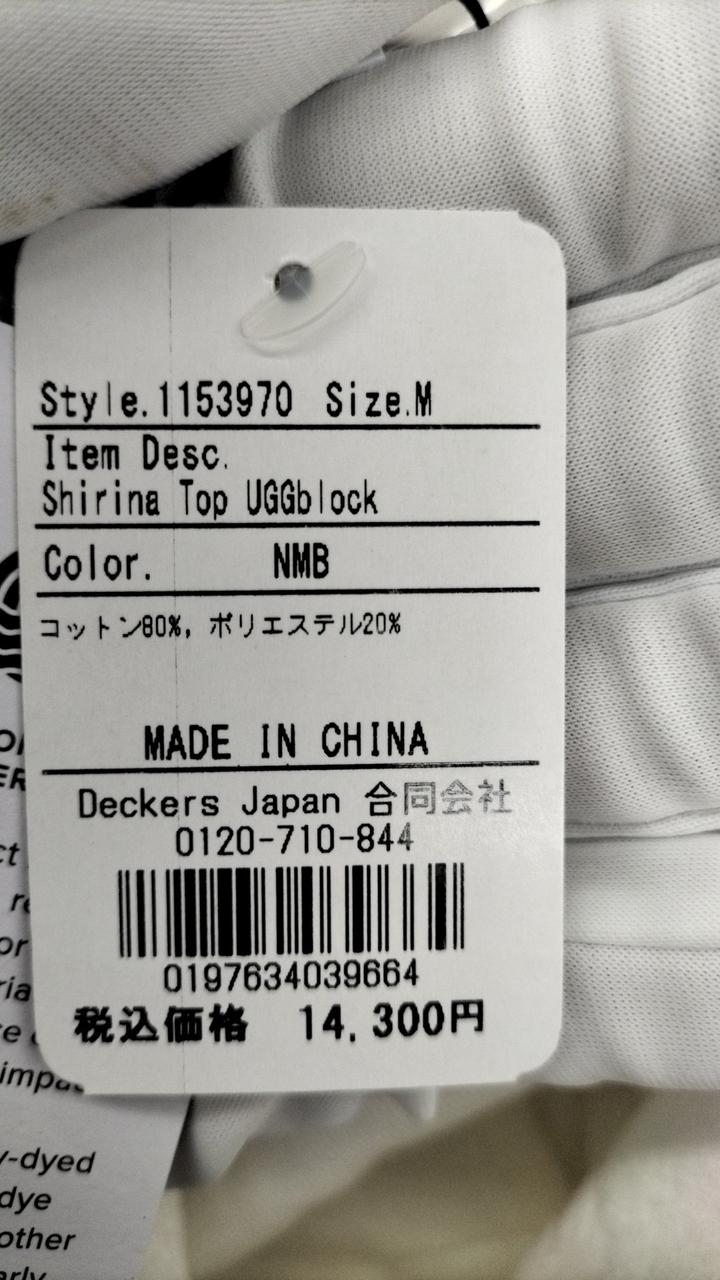 Style.1153970 Size.M
Item Desc.
Shirina Top UGGblock
Color. NMB
コットン80%, ポリエステル20%
MADE IN CHINA
Deckers Japan 合同会社
0120-710-844
0197634039664
税込価格 14,300円
-dyed
dye
other